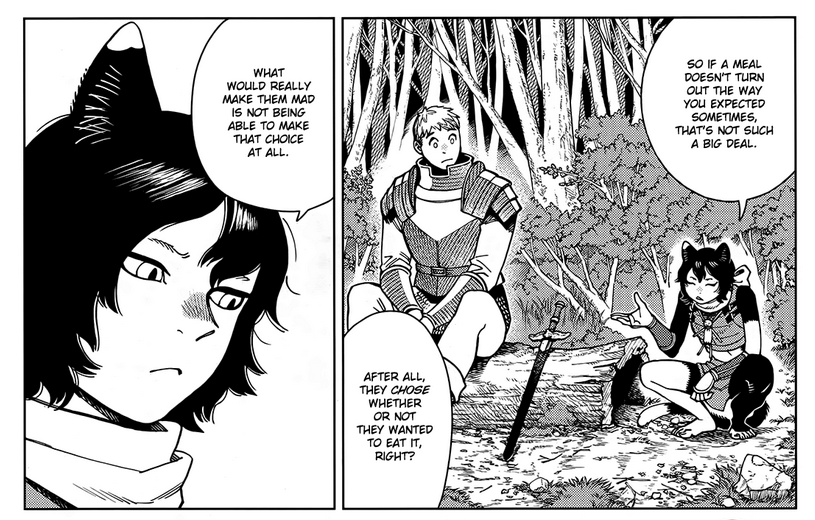 SO IF A MEAL
DOESN'T TURN
OUT THE WAY
YOU EXPECTED
SOMETIMES,
THAT'S NOT SUCH
A BIG DEAL.
AFTER ALL,
THEY CHOSE
WHETHER
OR NOT
THEY WANTED
TO EAT IT,
RIGHT?
WHAT
WOULD REALLY
MAKE THEM MAD
IS NOT BEING
ABLE TO MAKE
THAT CHOICE
AT ALL.